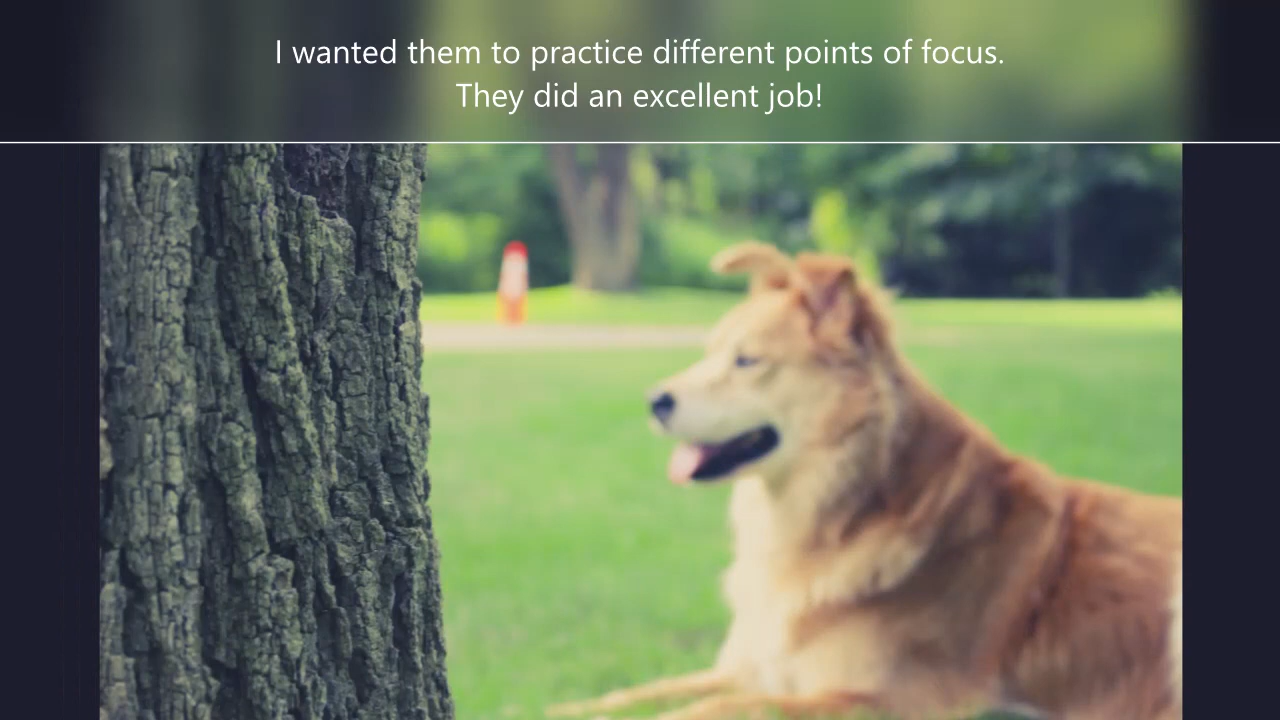 I wanted them to practice different points of focus.
They did an excellent job!